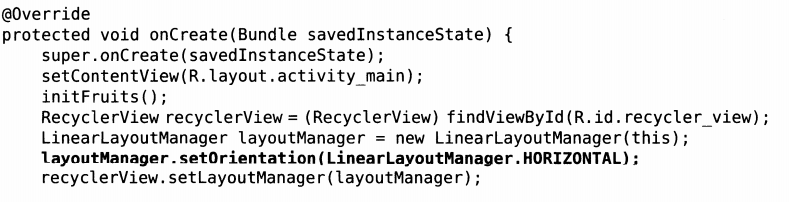 @Override
protected void onCreate(Bundle savedInstanceState) {
    super.onCreate(savedInstanceState);
    setContentView(R.layout.activity_main);
    initFruits();
    RecyclerView recyclerView = (RecyclerView) findViewById(R.id.recycler_view);
    LinearLayoutManager layoutManager = new LinearLayoutManager(this);
    layoutManager.setOrientation(LinearLayoutManager.HORIZONTAL);
    recyclerView.setLayoutManager(layoutManager);